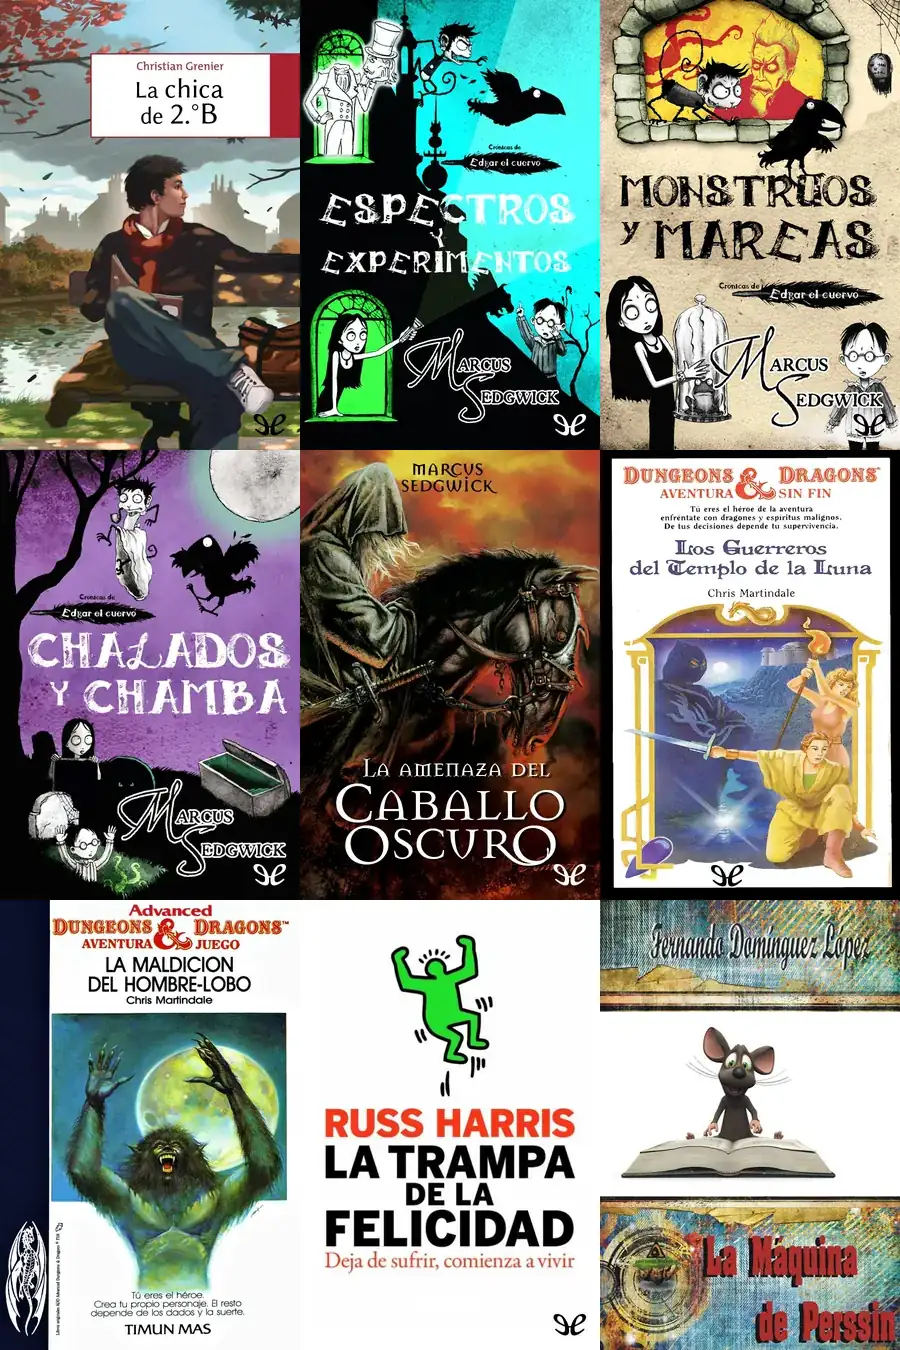 Christian Grenier
La chica
de 2.°B
Crónicas de
Edgar el cuervo
ESPECTROS
Y
EXPERIMENTOS
MARCUS
SEDGWICK
MONSTRUOS
Y MAREAS
Crónicas de
Edgar el cuervo
MARCUS
SEDGWICK
Crónicas de
Edgar el cuervo
CHALADOS
Y CHAMBA
MARCUS
SEDGWICK
MARCUS
SEDGWICK
LA AMENAZA DEL
CABALLO
OSCURO
DUNGEONS & DRAGONS™
AVENTURA SIN FIN
Tú eres el héroe de la aventura
enfréntate con dragones y espíritus malignos.
De tus decisiones depende tu supervivencia.
Los Guerreros
del Templo de la Luna
Chris Martindale
Advanced
DUNGEONS & DRAGONS™
AVENTURA JUEGO
LA MALDICION
DEL HOMBRE-LOBO
Chris Martindale
Tú eres el héroe.
Crea tu propio personaje. El resto
depende de los dados y la suerte.
TIMUN MAS
RUSS HARRIS
LA TRAMPA
DE LA
FELICIDAD
Deja de sufrir, comienza a vivir
Fernando Domínguez López
La Máquina
de Perssin